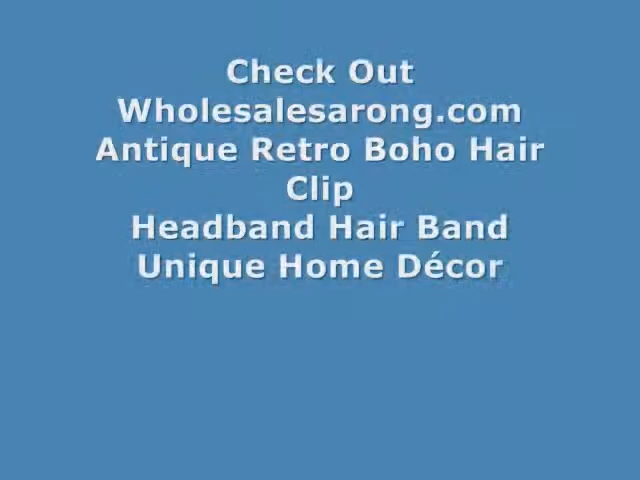 Check Out
Wholesalesarong.com
Antique Retro Boho Hair
Clip
Headband Hair Band
Unique Home Décor